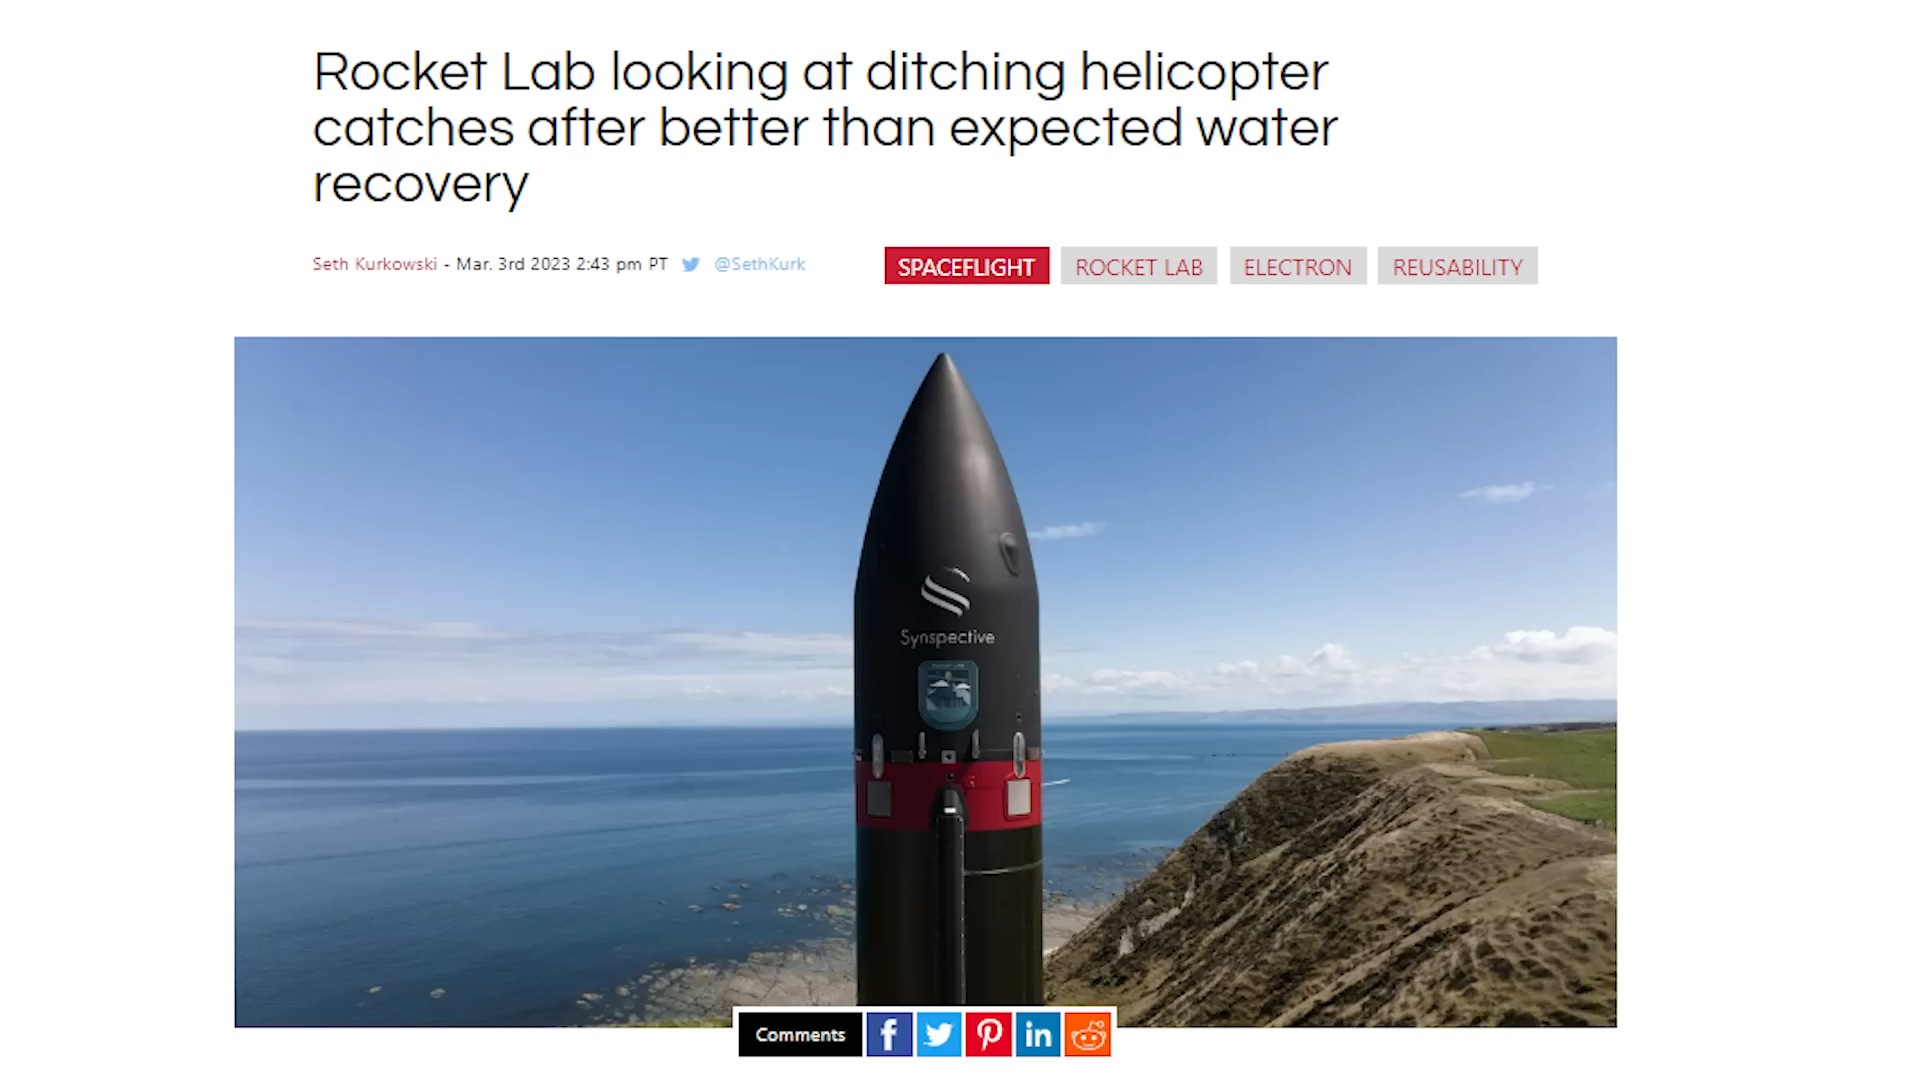 Rocket Lab looking at ditching helicopter
catches after better than expected water
recovery
Seth Kurkowski - Mar. 3rd 2023 2:43 pm PT @SethKurk
SPACEFLIGHT ROCKET LAB ELECTRON REUSABILITY
Synspective
Comments